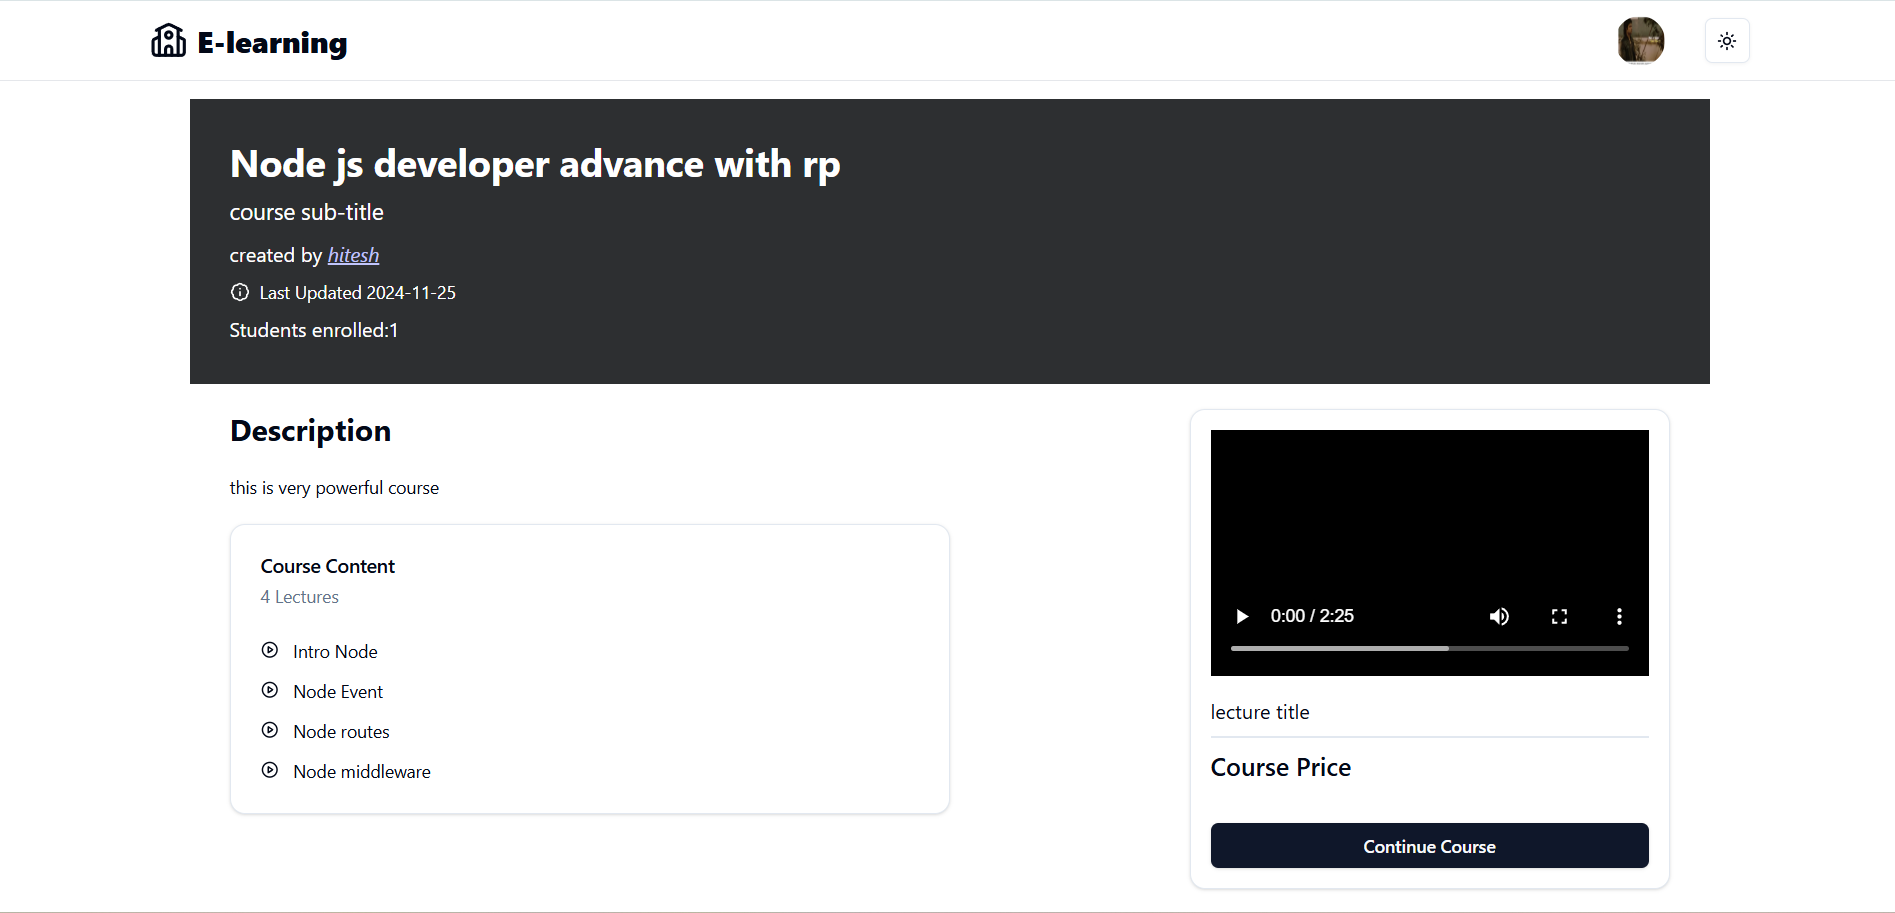 E-learning
Node js developer advance with rp
course sub-title
created by hitesh
Last Updated 2024-11-25
Students enrolled:1
Description
this is very powerful course
Course Content
4 Lectures
Intro Node
Node Event
Node routes
Node middleware
0:00 / 2:25
lecture title
Course Price
Continue Course